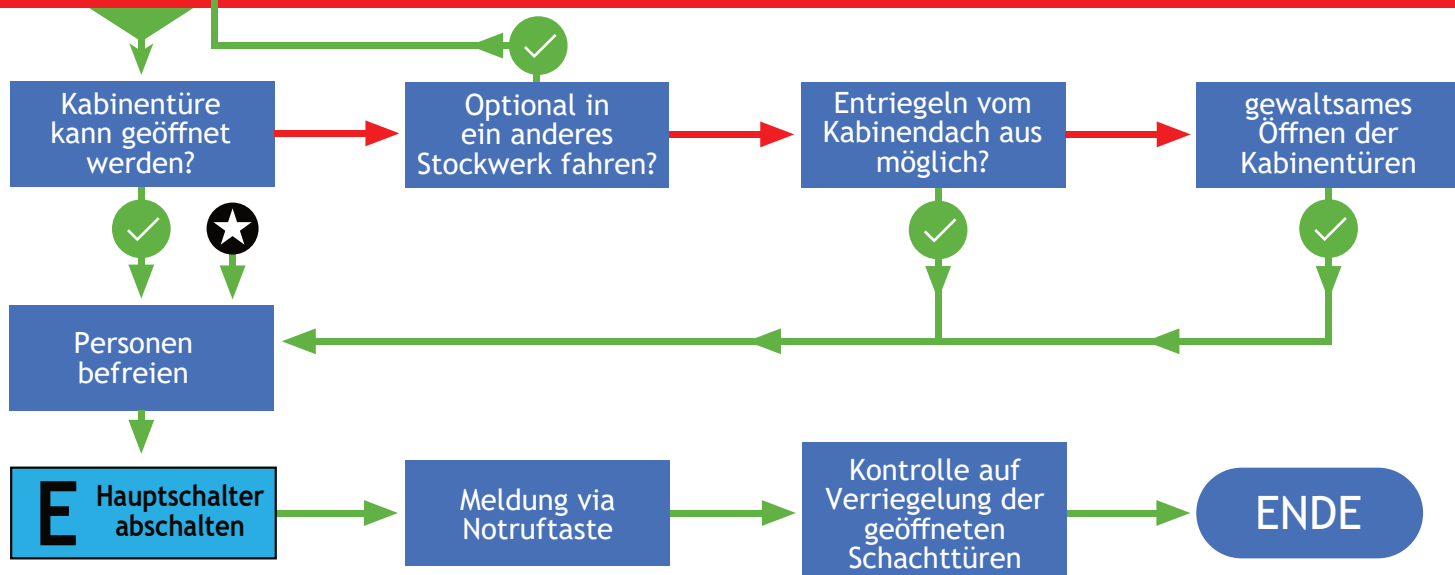 Kabinentüre
kann geöffnet
werden?
Optional in
ein anderes
Stockwerk fahren?
Entriegeln vom
Kabinendach aus
möglich?
gewaltsames
Öffnen der
Kabinentüren
Personen
befreien
E
Hauptschalter
abschalten
Meldung via
Notruftaste
Kontrolle auf
Verriegelung der
geöffneten
Schachttüren
ENDE